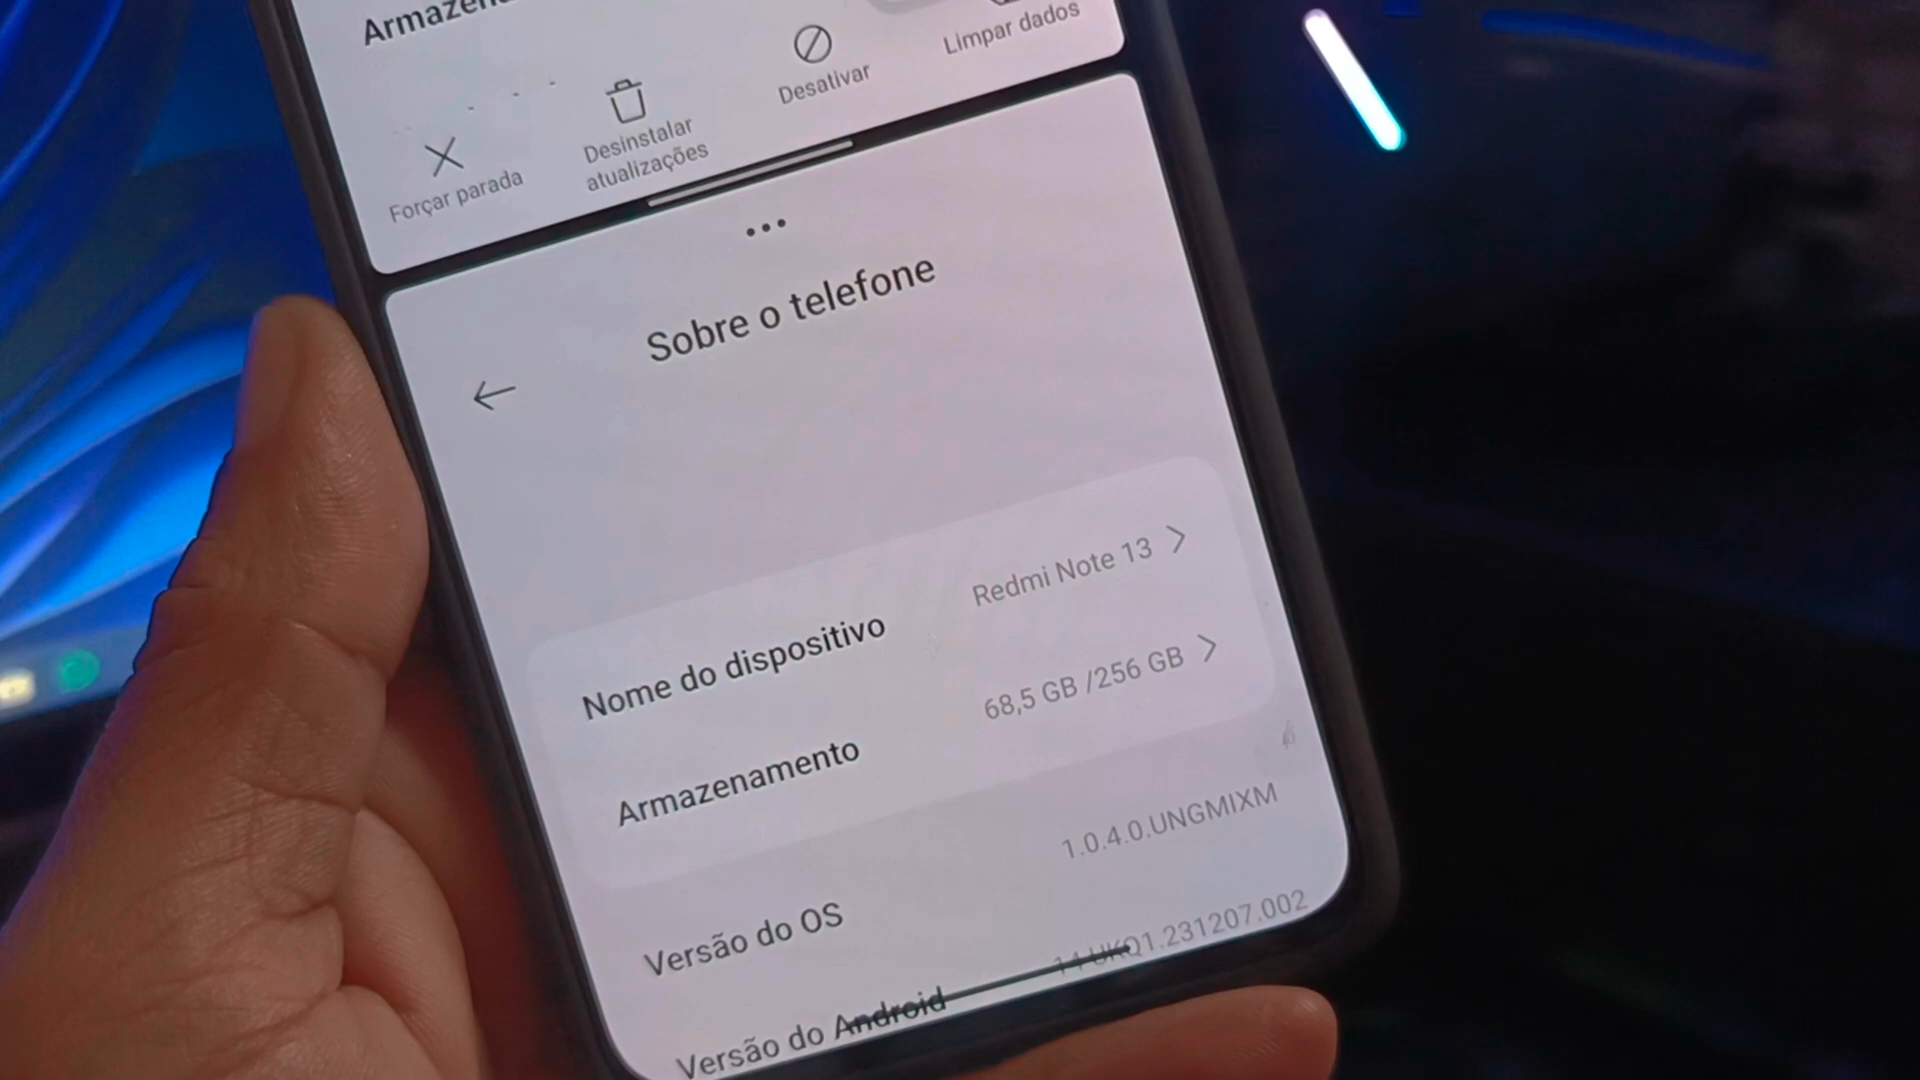 Forçar parada
Desinstalar
atualizações
Desativar
Limpar dados
Sobre o telefone
Nome do dispositivo
Redmi Note 13
Armazenamento
68,5 GB /256 GB
Versão do OS
1.0.4.0.UNGMIXM
Versão do Android
14 UKQ1.231207.002